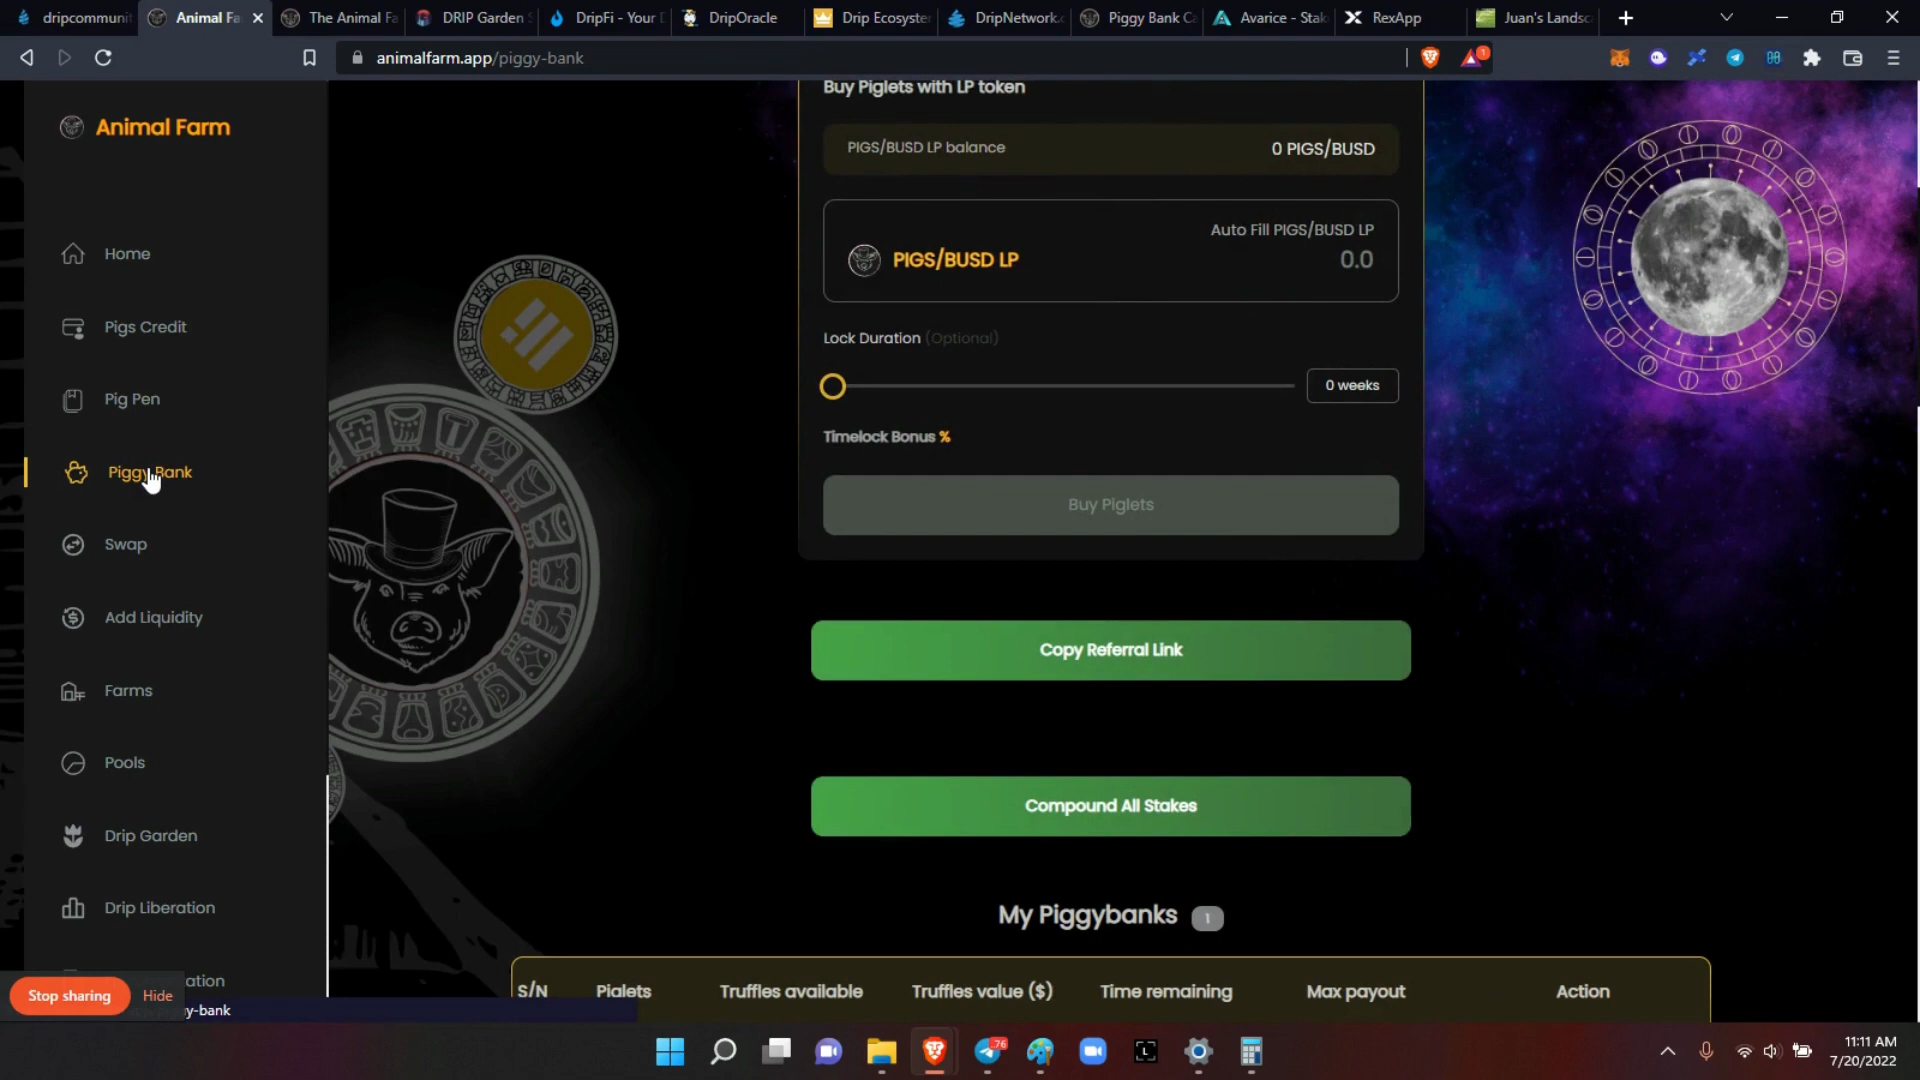 dripcommuni
Animal Fa
The Animal Fa
DRIP Garden S
DripFi - Your D
DripOracle
Drip Ecosyste
DripNetwork.c
Piggy Bank Ca
Avarice - Stak
RexApp
Juan's Landsc
animalfarm.app/piggy-bank
1
Animal Farm
Home
Pigs Credit
Pig Pen
Piggy Bank
Swap
Add Liquidity
Farms
Pools
Drip Garden
Drip Liberation
ation
Stop sharing
Hide
y-bank
Buy Piglets with LP token
PIGS/BUSD LP balance
0 PIGS/BUSD
Auto Fill PIGS/BUSD LP
PIGS/BUSD LP
0.0
Lock Duration (Optional)
0 weeks
Timelock Bonus %
Buy Piglets
Copy Referral Link
Compound All Stakes
My Piggybanks 1
S/N Piglets Truffles available Truffles value ($) Time remaining Max payout Action
76
L
11:11 AM
7/20/2022